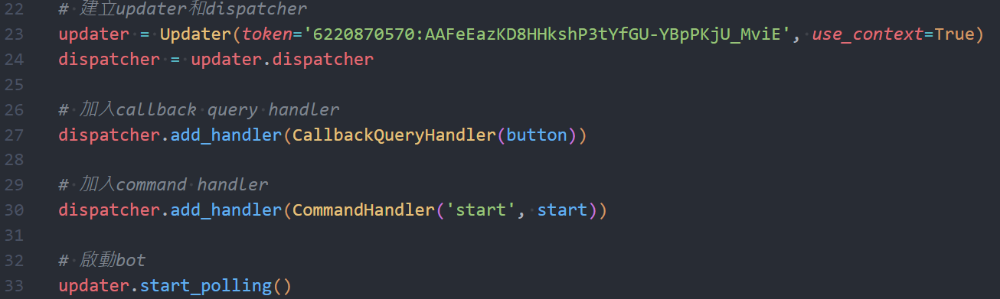 22 # 建立updater和dispatcher
23 updater = Updater(token='6220870570:AAFeEazKD8HHkshP3tYfGU-YBpPKjU_MviE', use_context=True)
24 dispatcher = updater.dispatcher
25
26 # 加入callback query handler
27 dispatcher.add_handler(CallbackQueryHandler(button))
28
29 # 加入command handler
30 dispatcher.add_handler(CommandHandler('start', start))
31
32 # 啟動bot
33 updater.start_polling()